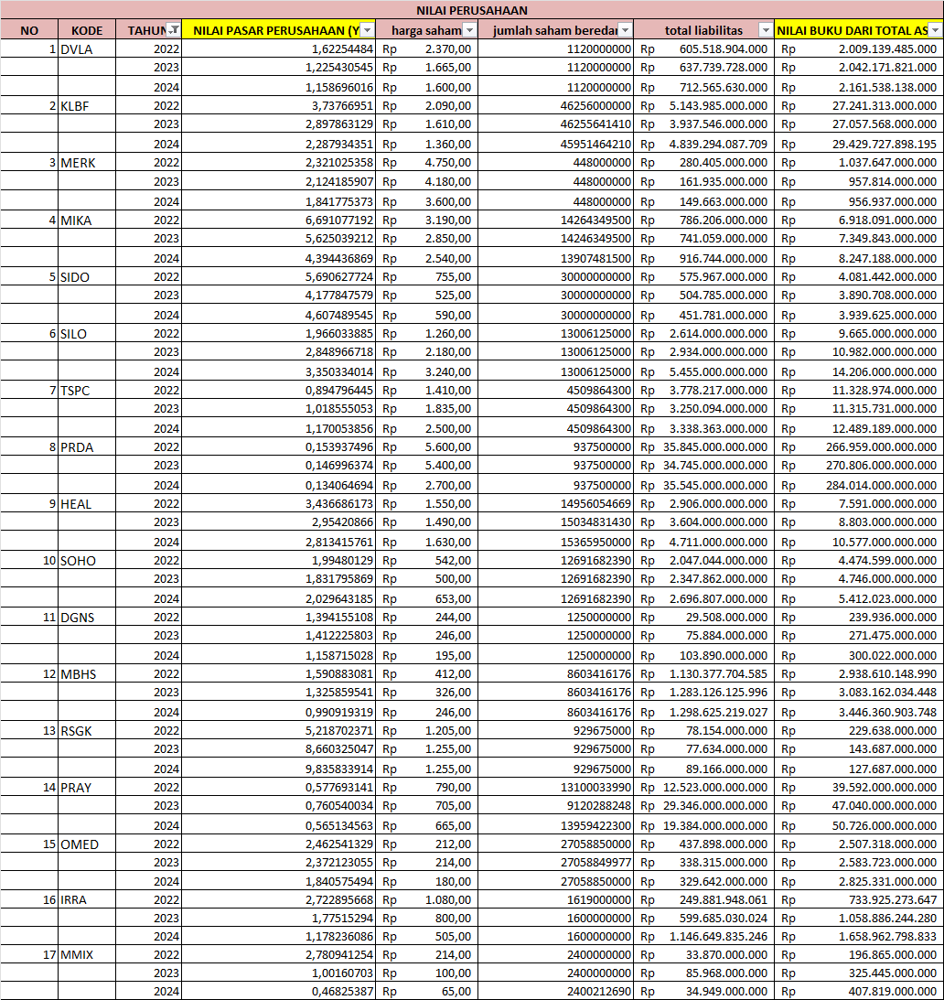 NILAI PERUSAHAAN
NO KODE TAHUN NILAI PASAR PERUSAHAAN (Y harga saham jumlah saham beredar total liabilitas NILAI BUKU DARI TOTAL AS
1 DVLA 2022 1,62254484 Rp 2.370,00 1120000000 Rp 605.518.904.000 Rp 2.009.139.485.000
2023 1,225430545 Rp 1.665,00 1120000000 Rp 637.739.728.000 Rp 2.042.171.821.000
2024 1,158696016 Rp 1.600,00 1120000000 Rp 712.565.630.000 Rp 2.161.538.138.000
2 KLBF 2022 3,73766951 Rp 2.090,00 46256000000 Rp 5.143.985.000.000 Rp 27.241.313.000.000
2023 2,897863129 Rp 1.610,00 46255641410 Rp 3.937.546.000.000 Rp 27.057.568.000.000
2024 2,287934351 Rp 1.360,00 45951464210 Rp 4.839.294.087.709 Rp 29.429.727.898.195
3 MERK 2022 2,321025358 Rp 4.750,00 448000000 Rp 280.405.000.000 Rp 1.037.647.000.000
2023 2,124185907 Rp 4.180,00 448000000 Rp 161.935.000.000 Rp 957.814.000.000
2024 1,841775373 Rp 3.600,00 448000000 Rp 149.663.000.000 Rp 956.937.000.000
4 MIKA 2022 6,691077192 Rp 3.190,00 14264349500 Rp 786.206.000.000 Rp 6.918.091.000.000
2023 5,625039212 Rp 2.850,00 14246349500 Rp 741.059.000.000 Rp 7.349.843.000.000
2024 4,394436869 Rp 2.540,00 13907481500 Rp 916.744.000.000 Rp 8.247.188.000.000
5 SIDO 2022 5,690627724 Rp 755,00 30000000000 Rp 575.967.000.000 Rp 4.081.442.000.000
2023 4,177847579 Rp 525,00 30000000000 Rp 504.785.000.000 Rp 3.890.708.000.000
2024 4,607489545 Rp 590,00 30000000000 Rp 451.781.000.000 Rp 3.939.625.000.000
6 SILO 2022 1,966033885 Rp 1.260,00 13006125000 Rp 2.614.000.000.000 Rp 9.665.000.000.000
2023 2,848966718 Rp 2.180,00 13006125000 Rp 2.934.000.000.000 Rp 10.982.000.000.000
2024 3,350334014 Rp 3.240,00 13006125000 Rp 5.455.000.000.000 Rp 14.206.000.000.000
7 TSPC 2022 0,894796445 Rp 1.410,00 4509864300 Rp 3.778.217.000.000 Rp 11.328.974.000.000
2023 1,018555053 Rp 1.835,00 4509864300 Rp 3.250.094.000.000 Rp 11.315.731.000.000
2024 1,170053856 Rp 2.500,00 4509864300 Rp 3.338.363.000.000 Rp 12.489.189.000.000
8 PRDA 2022 0,153937496 Rp 5.600,00 937500000 Rp 35.845.000.000.000 Rp 266.959.000.000.000
2023 0,146996374 Rp 5.400,00 937500000 Rp 34.745.000.000.000 Rp 270.806.000.000.000
2024 0,134064694 Rp 2.700,00 937500000 Rp 35.545.000.000.000 Rp 284.014.000.000.000
9 HEAL 2022 3,436686173 Rp 1.550,00 14956054669 Rp 2.906.000.000.000 Rp 7.591.000.000.000
2023 2,95420866 Rp 1.490,00 15034831430 Rp 3.604.000.000.000 Rp 8.803.000.000.000
2024 2,813415761 Rp 1.630,00 15365950000 Rp 4.711.000.000.000 Rp 10.577.000.000.000
10 SOHO 2022 1,99480129 Rp 542,00 12691682390 Rp 2.047.044.000.000 Rp 4.474.599.000.000
2023 1,831795869 Rp 500,00 12691682390 Rp 2.347.862.000.000 Rp 4.746.000.000.000
2024 2,029643185 Rp 653,00 12691682390 Rp 2.696.807.000.000 Rp 5.412.023.000.000
11 DGNS 2022 1,394155108 Rp 244,00 1250000000 Rp 29.508.000.000 Rp 239.936.000.000
2023 1,412225803 Rp 246,00 1250000000 Rp 75.884.000.000 Rp 271.475.000.000
2024 1,158715028 Rp 195,00 1250000000 Rp 103.890.000.000 Rp 300.022.000.000
12 MBHS 2022 1,590883081 Rp 412,00 8603416176 Rp 1.130.377.704.585 Rp 2.938.610.148.990
2023 1,325859541 Rp 326,00 8603416176 Rp 1.283.126.125.996 Rp 3.083.162.034.448
2024 0,990919319 Rp 246,00 8603416176 Rp 1.298.625.219.027 Rp 3.446.360.903.748
13 RSGK 2022 5,218702371 Rp 1.205,00 929675000 Rp 78.154.000.000 Rp 229.638.000.000
2023 8,660325047 Rp 1.255,00 929675000 Rp 77.634.000.000 Rp 143.687.000.000
2024 9,835833914 Rp 1.255,00 929675000 Rp 89.166.000.000 Rp 127.687.000.000
14 PRAY 2022 0,577693141 Rp 790,00 13100033990 Rp 12.523.000.000.000 Rp 39.592.000.000.000
2023 0,760540034 Rp 705,00 9120288248 Rp 29.346.000.000.000 Rp 47.040.000.000.000
2024 0,565134563 Rp 665,00 13959422300 Rp 19.384.000.000.000 Rp 50.726.000.000.000
15 OMED 2022 2,462541329 Rp 212,00 27058850000 Rp 437.898.000.000 Rp 2.507.318.000.000
2023 2,372123055 Rp 214,00 27058849977 Rp 338.315.000.000 Rp 2.583.723.000.000
2024 1,840575494 Rp 180,00 27058850000 Rp 329.642.000.000 Rp 2.825.331.000.000
16 IRRA 2022 2,722895668 Rp 1.080,00 1619000000 Rp 249.881.948.061 Rp 733.925.273.647
2023 1,77515294 Rp 800,00 1600000000 Rp 599.685.030.024 Rp 1.058.886.244.280
2024 1,178236086 Rp 505,00 1600000000 Rp 1.146.649.835.246 Rp 1.658.962.798.833
17 MMIX 2022 2,780941254 Rp 214,00 2400000000 Rp 33.870.000.000 Rp 196.865.000.000
2023 1,00160703 Rp 100,00 2400000000 Rp 85.968.000.000 Rp 325.445.000.000
2024 0,46825387 Rp 65,00 2400212690 Rp 34.949.000.000 Rp 407.819.000.000